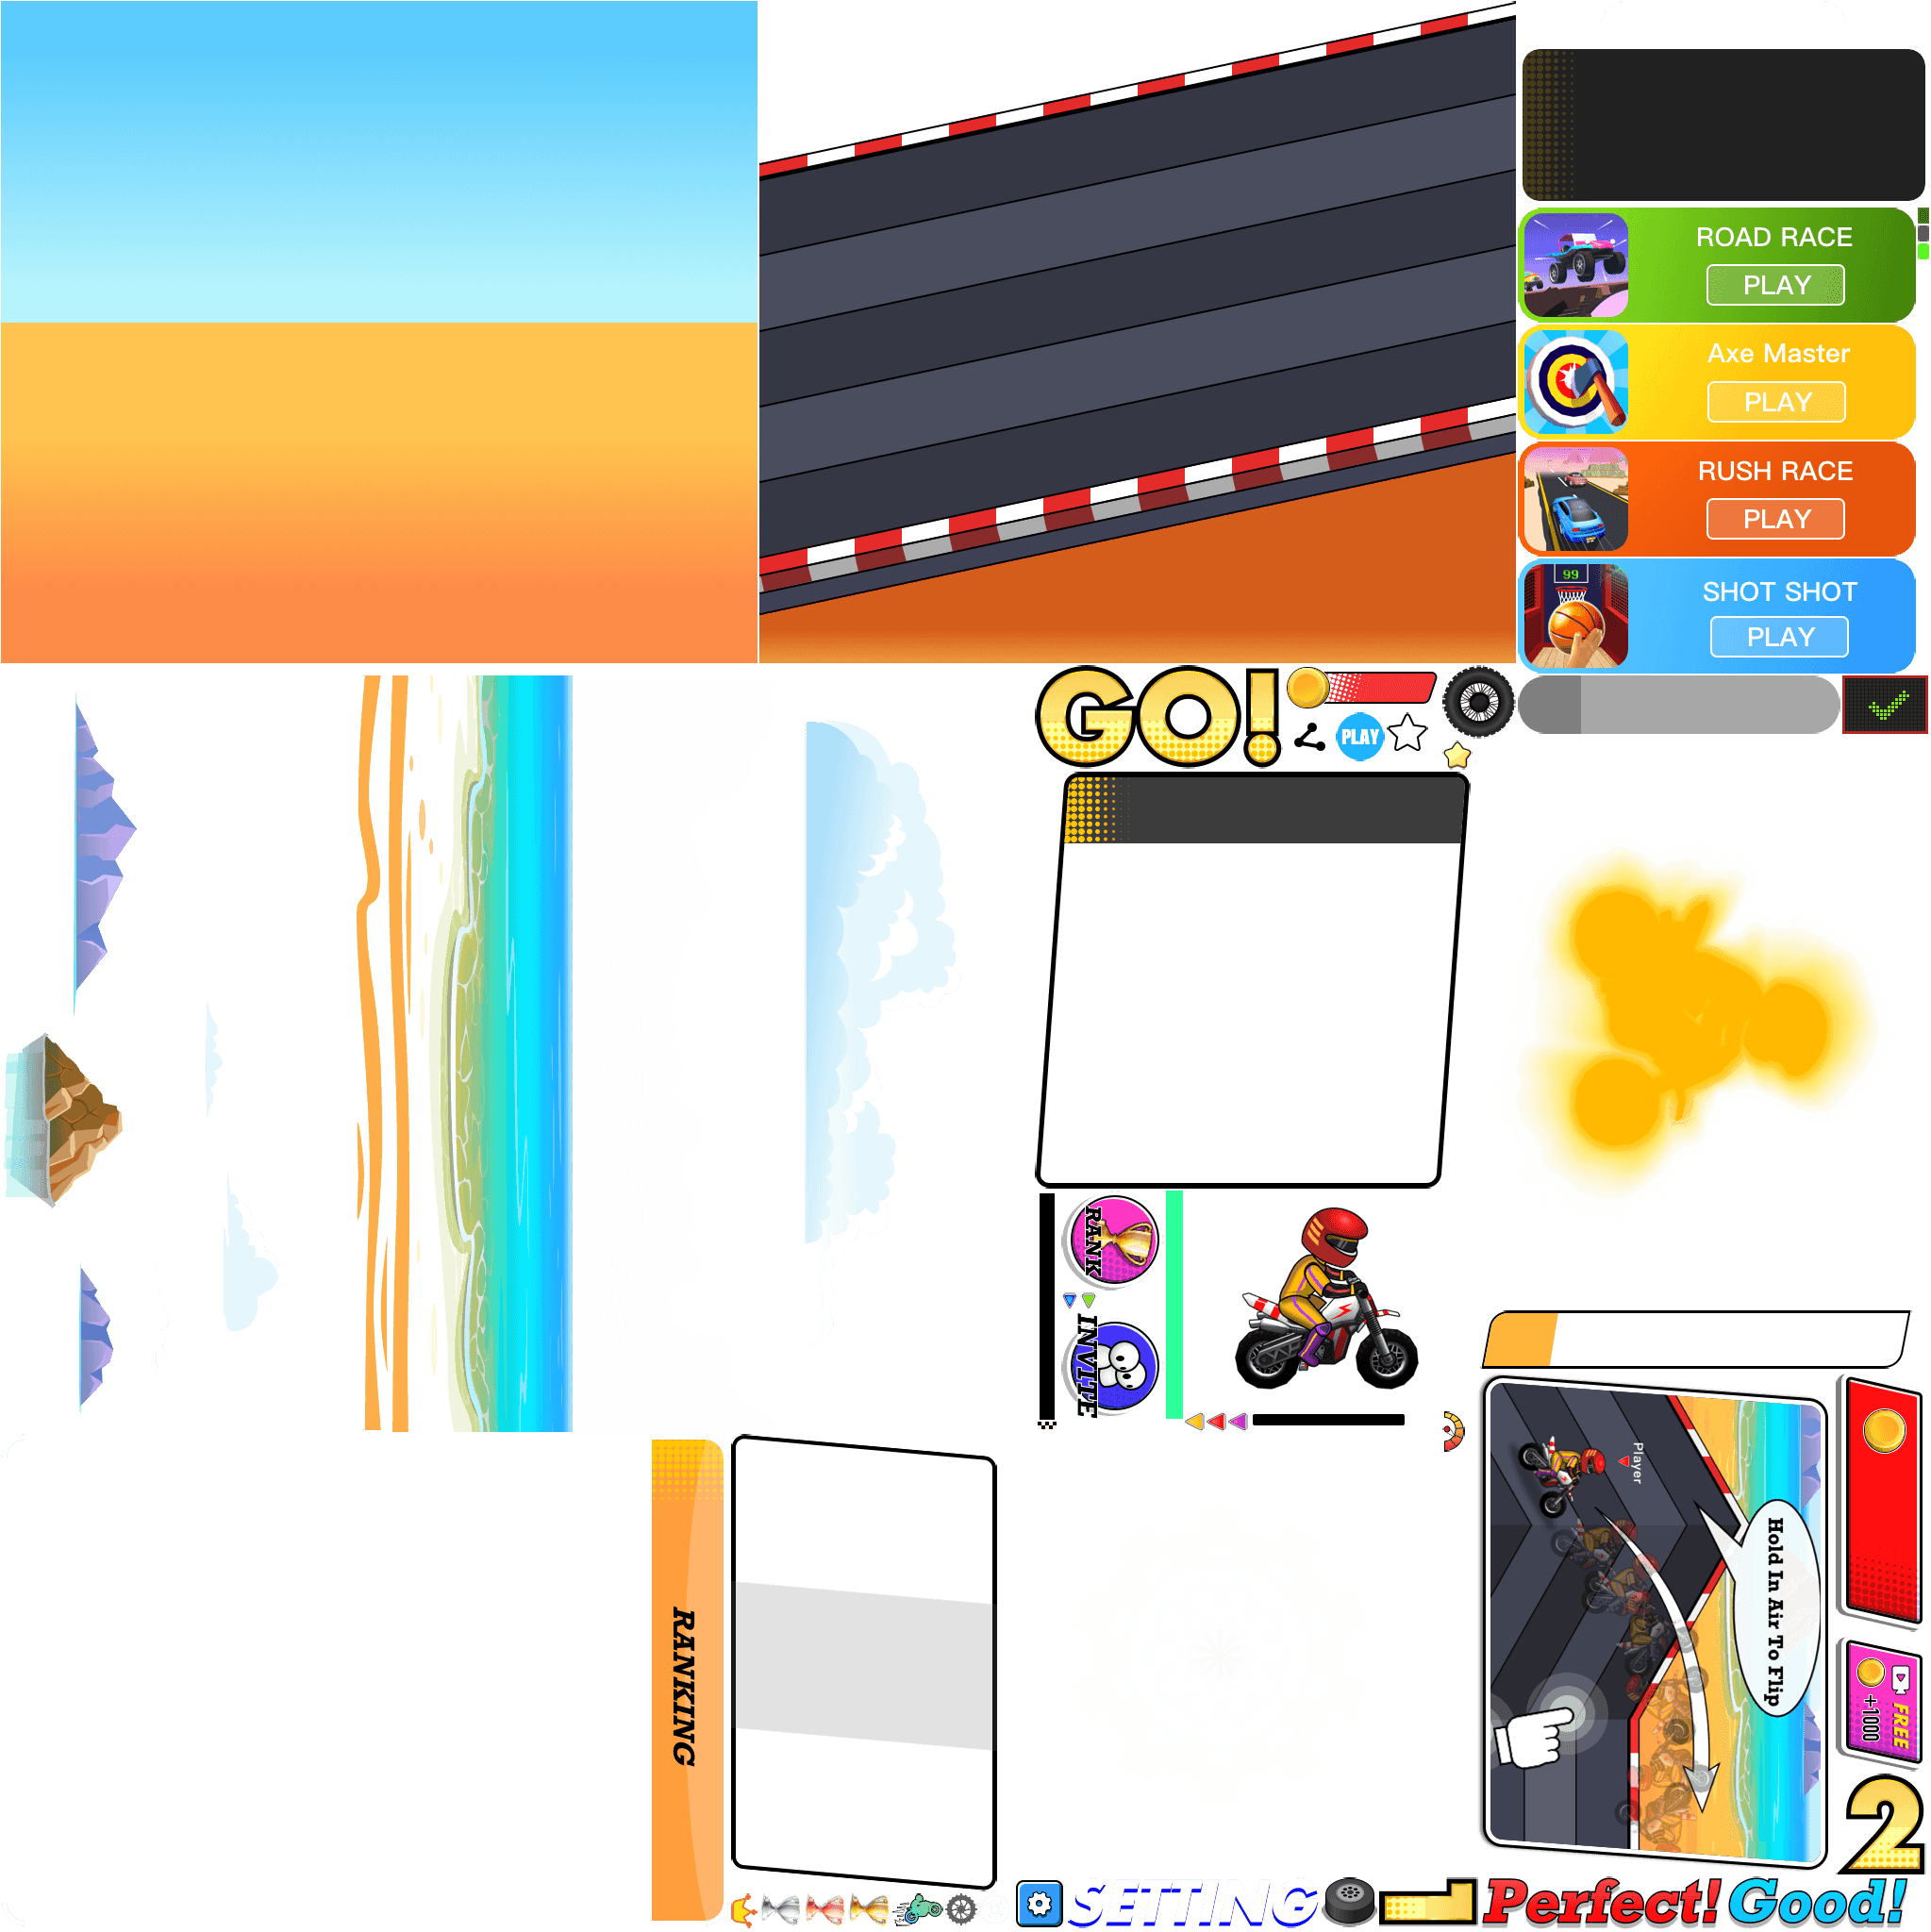 ROAD RACE
PLAY
Axe Master
PLAY
RUSH RACE
PLAY
99
SHOT SHOT
PLAY
GO!
PLAY
RANK
INVITE
Player
Hold In Air To Flip
FREE
+1000
RANKING
2
SETTING
1
Perfect! Good!